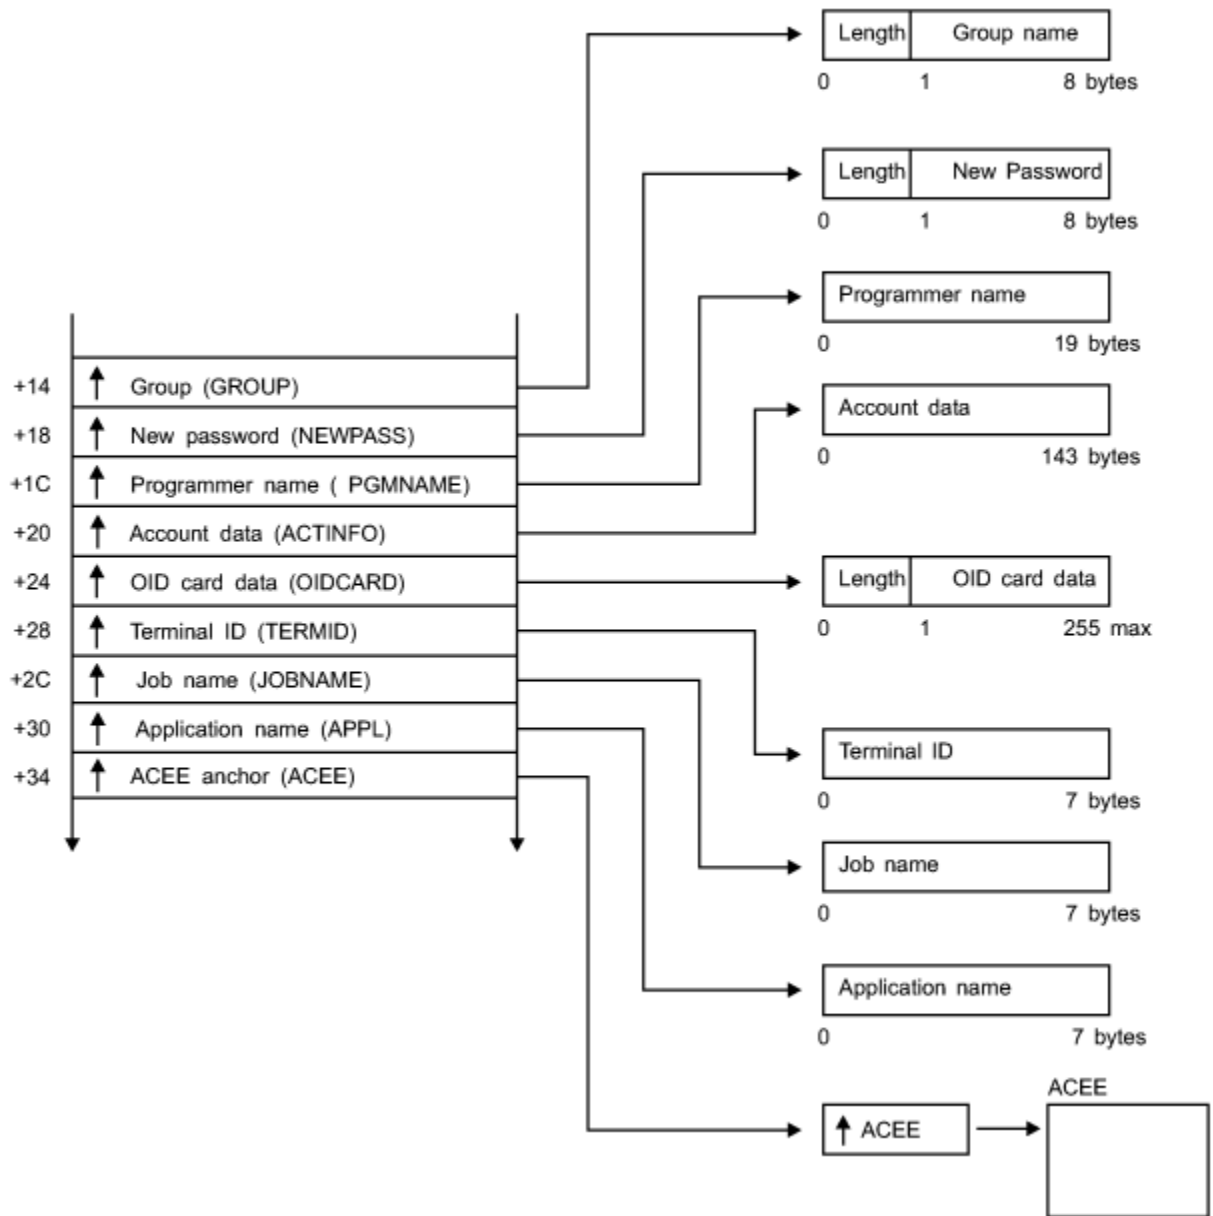 Length Group name
0 1 8 bytes
Length New Password
0 1 8 bytes
Programmer name
0 19 bytes
+14 Group (GROUP)
Account data
+18 New password (NEWPASS)
0 143 bytes
+1C Programmer name ( PGMNAME)
+20 Account data (ACTINFO)
+24 OID card data (OIDCARD)
Length OID card data
+28 Terminal ID (TERMID)
0 1 255 max
+2C Job name (JOBNAME)
+30 Application name (APPL)
Terminal ID
+34 ACEE anchor (ACEE)
0 7 bytes
Job name
0 7 bytes
Application name
0 7 bytes
ACEE
ACEE